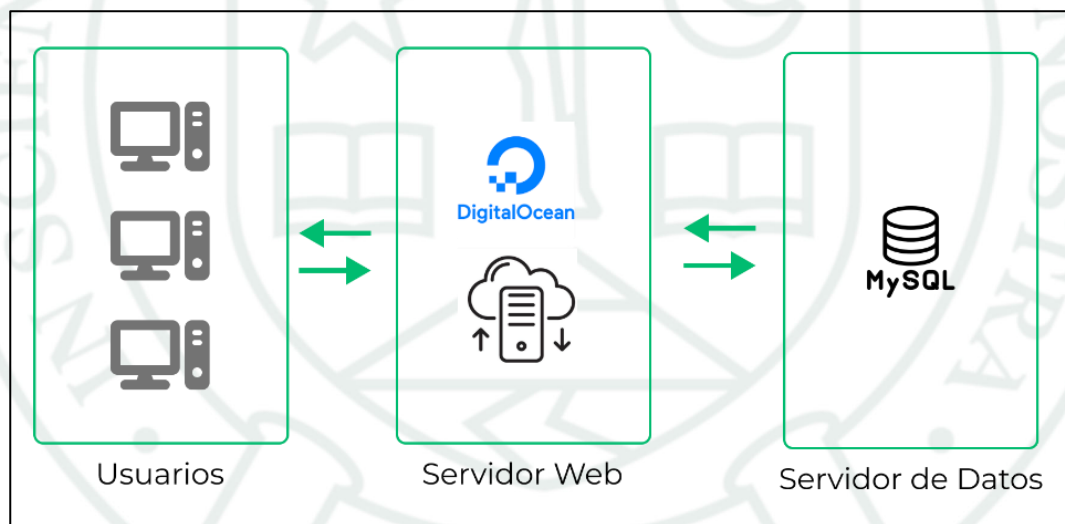 DigitalOcean
MySQL
Usuarios
Servidor Web
Servidor de Datos